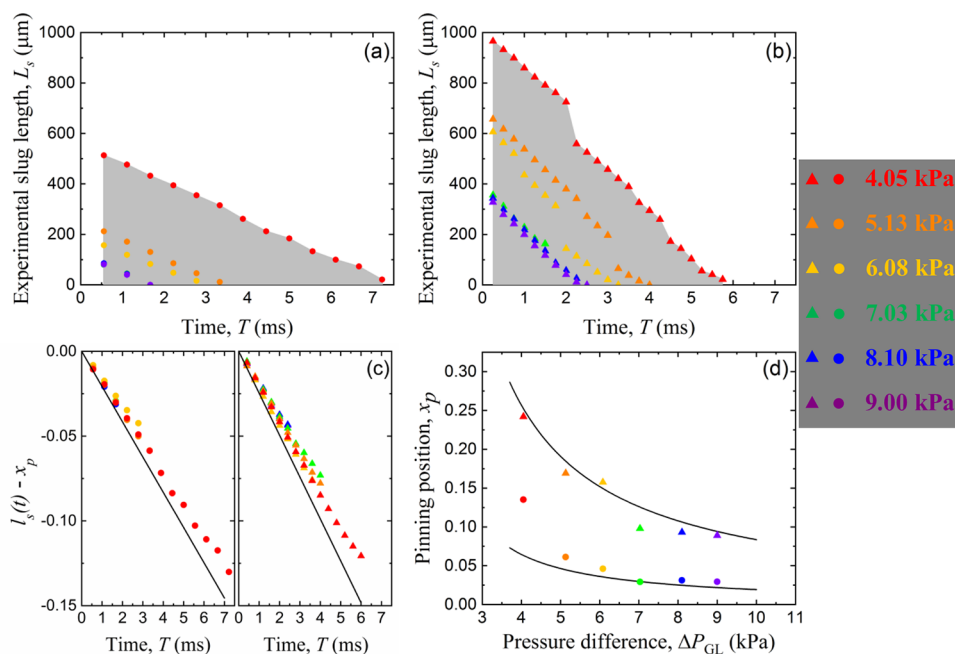 (a)
Experimental slug length, Lₛ (μm)
1000
800
600
400
200
0
0 1 2 3 4 5 6 7
Time, T (ms)
(b)
Experimental slug length, Lₛ (μm)
1000
800
600
400
200
0
0 1 2 3 4 5 6 7
Time, T (ms)
4.05 kPa
5.13 kPa
6.08 kPa
7.03 kPa
8.10 kPa
9.00 kPa
(c)
lₛ(t) - xₚ
0.00
-0.05
-0.10
-0.15
0 1 2 3 4 5 6 7
0 1 2 3 4 5 6 7
Time, T (ms)
Time, T (ms)
(d)
Pinning position, xₚ
0.30
0.25
0.20
0.15
0.10
0.05
0.00
3 4 5 6 7 8 9 10 11
Pressure difference, ΔP_GL (kPa)